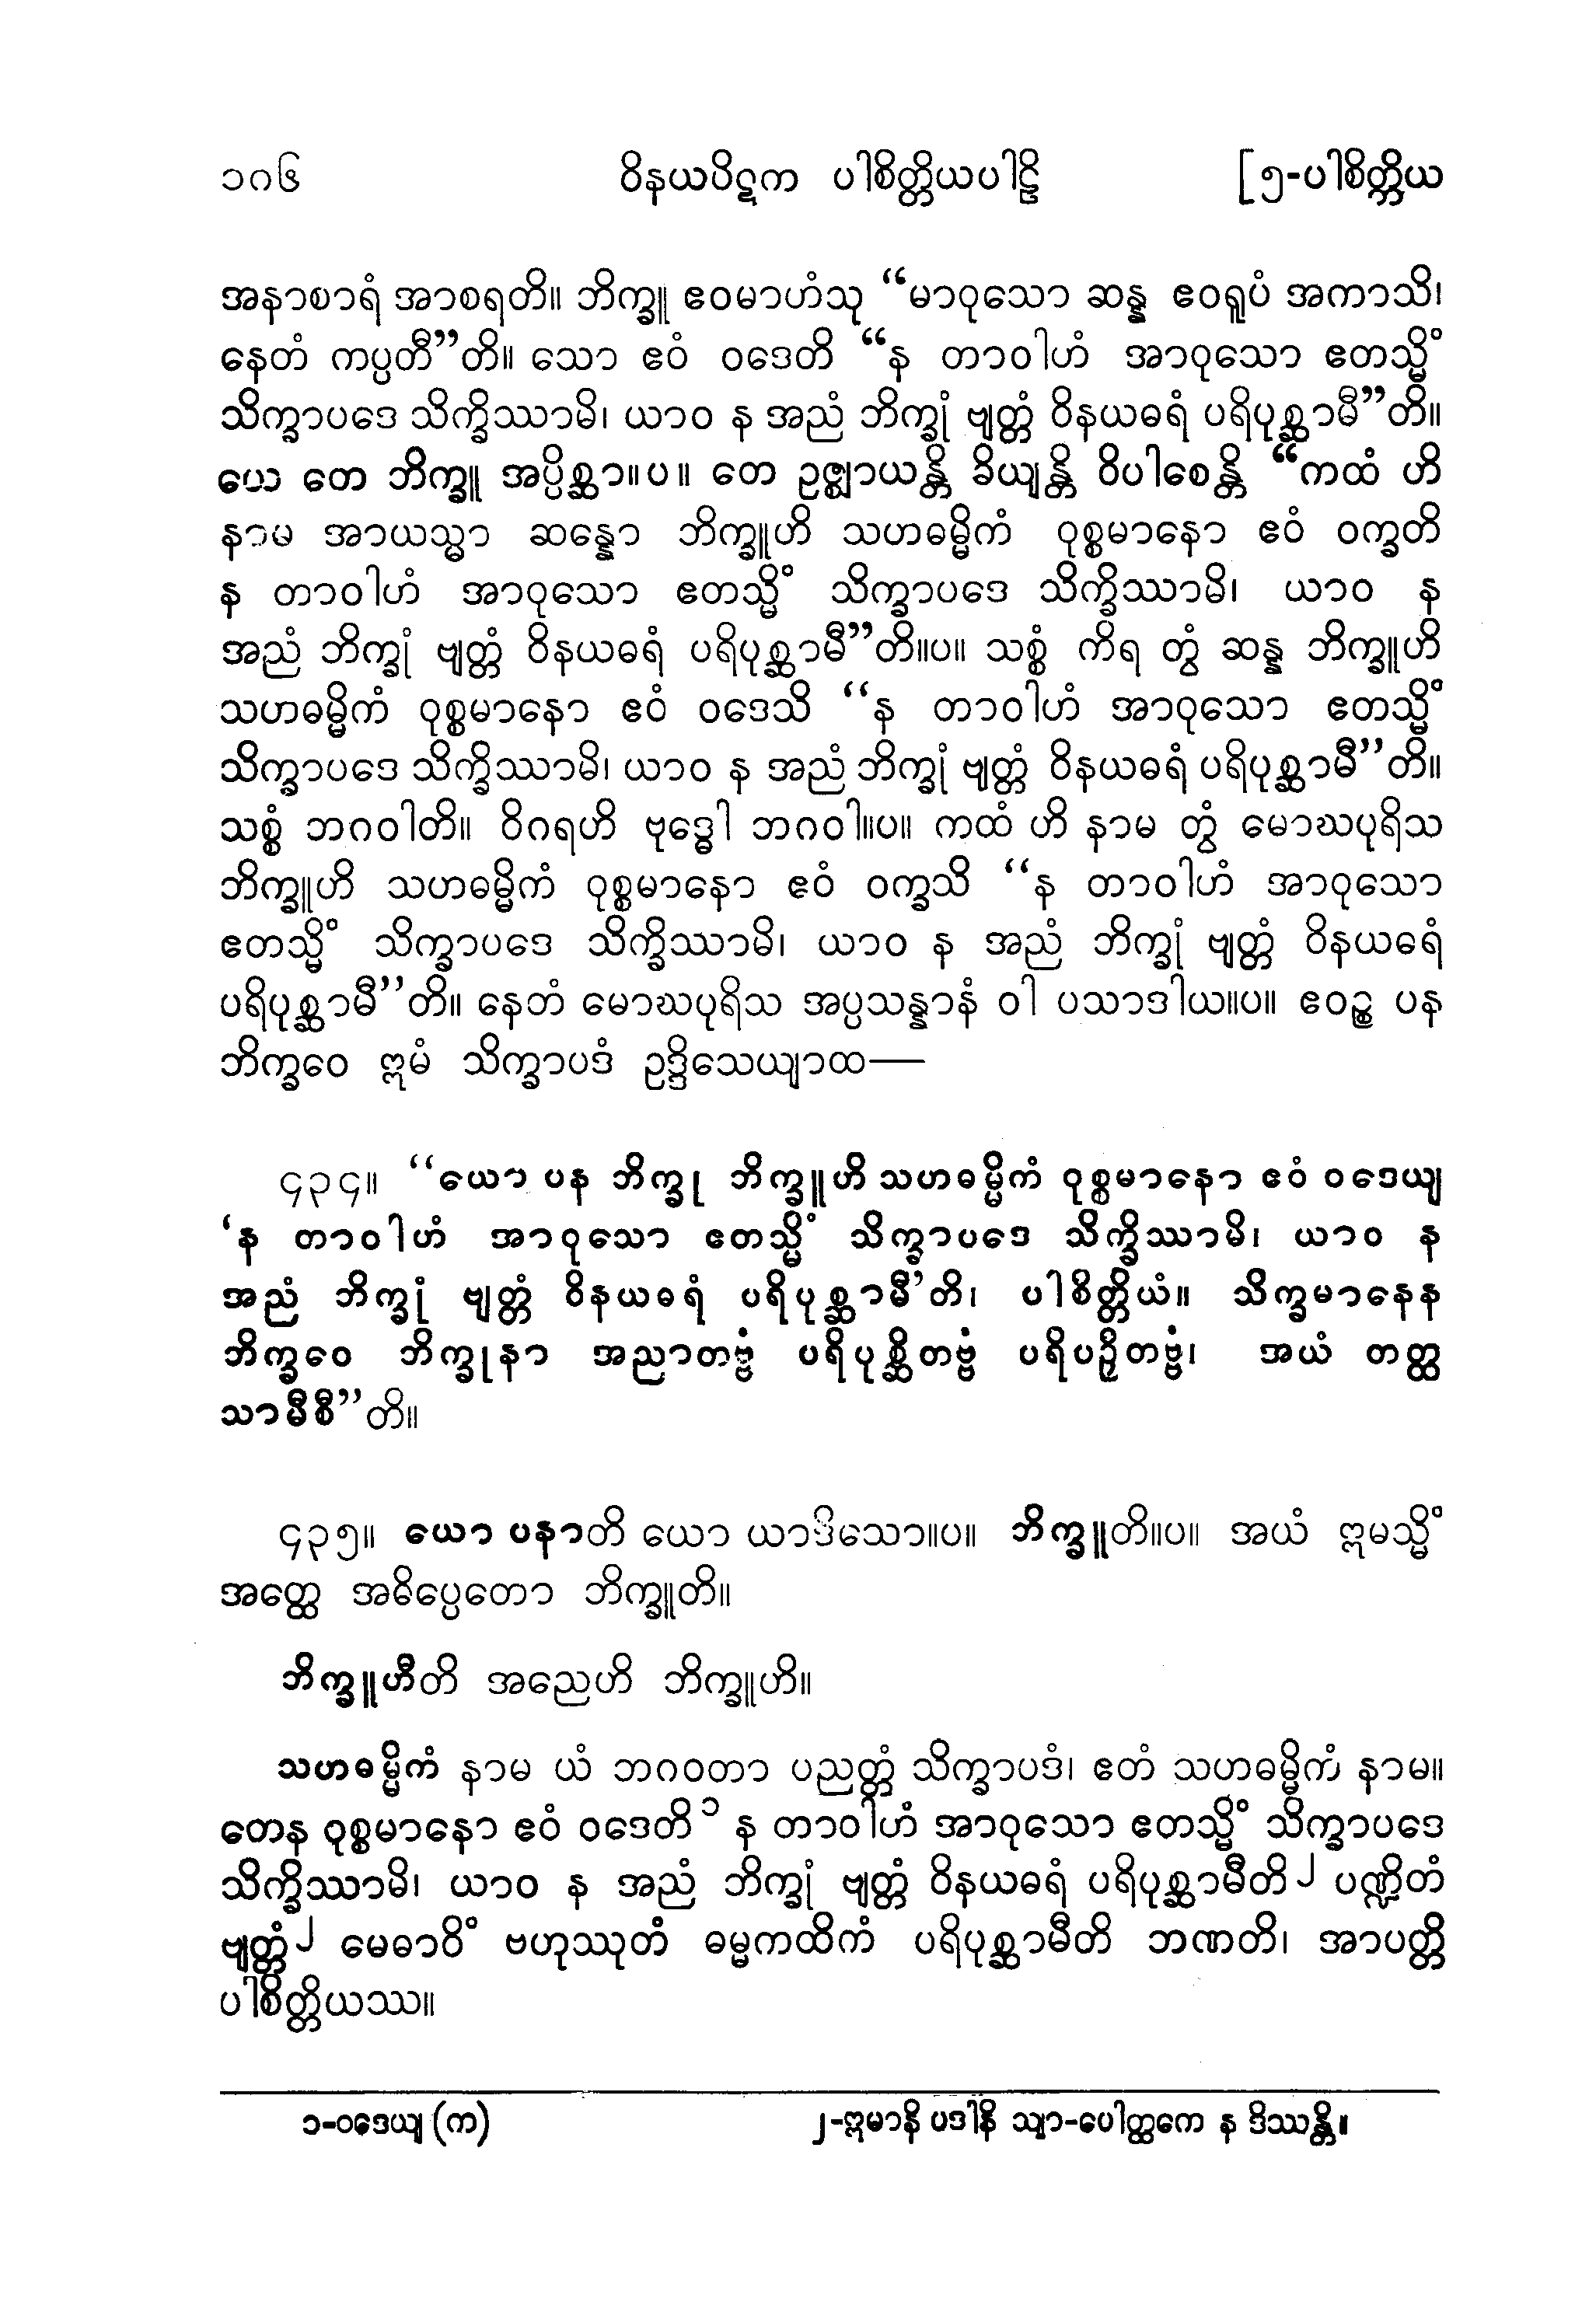 ၁၀၆ ဝိနယပိဋက ပါစိတ္တိယပါဠိ [၅-ပါစိတ္တိယ
အနာစာရံ အာစရတိ။ ဘိက္ခူ ဧဝမာဟံသု “မာဝုသော ဆန္န ဧဝရူပံ အကာသိ၊
နေတံ ကပ္ပတီ”တိ။ သော ဧဝံ ဝဒေတိ “န တာဝါဟံ အာဝုသော ဧတသ္မိံ
သိက္ခာပဒေ သိက္ခိဿာမိ၊ ယာဝ န အညံ ဘိက္ခုံ ဗျတ္တံ ဝိနယဓရံ ပရိပုစ္ဆာမီ”တိ။
ယေ တေ ဘိက္ခူ အပ္ပိစ္ဆာ။ပ။ တေ ဥဇ္ဈာယန္တိ ခိယျန္တိ ဝိပါစေန္တိ “ကထံ ဟိ
နာမ အာယသ္မာ ဆန္နော ဘိက္ခူဟိ သဟဓမ္မိကံ ဝုစ္စမာနော ဧဝံ ဝက္ခတိ
န တာဝါဟံ အာဝုသော ဧတသ္မိံ သိက္ခာပဒေ သိက္ခိဿာမိ၊ ယာဝ န
အညံ ဘိက္ခုံ ဗျတ္တံ ဝိနယဓရံ ပရိပုစ္ဆာမီ”တိ။ပ။ သစ္စံ ကိရ တွံ ဆန္န ဘိက္ခူဟိ
သဟဓမ္မိကံ ဝုစ္စမာနော ဧဝံ ဝဒေသိ “န တာဝါဟံ အာဝုသော ဧတသ္မိံ
သိက္ခာပဒေ သိက္ခိဿာမိ၊ ယာဝ န အညံ ဘိက္ခုံ ဗျတ္တံ ဝိနယဓရံ ပရိပုစ္ဆာမီ”တိ။
သစ္စံ ဘဂဝါတိ။ ဝိဂရဟိ ဗုဒ္ဓေါ ဘဂဝါ။ပ။ ကထံ ဟိ နာမ တွံ မောဃပုရိသ
ဘိက္ခူဟိ သဟဓမ္မိကံ ဝုစ္စမာနော ဧဝံ ဝက္ခသိ “န တာဝါဟံ အာဝုသော
ဧတသ္မိံ သိက္ခာပဒေ သိက္ခိဿာမိ၊ ယာဝ န အညံ ဘိက္ခုံ ဗျတ္တံ ဝိနယဓရံ
ပရိပုစ္ဆာမီ”တိ။ နေတံ မောဃပုရိသ အပ္ပသန္နာနံ ဝါ ပသာဒါယ။ပ။ ဧဝဉ္စ ပန
ဘိက္ခဝေ ဣမံ သိက္ခာပဒံ ဥဒ္ဒိသေယျာထ—
၄၃၄။ “ယော ပန ဘိက္ခု ဘိက္ခူဟိ သဟဓမ္မိကံ ဝုစ္စမာနော ဧဝံ ဝဒေယျ
‘န တာဝါဟံ အာဝုသော ဧတသ္မိံ သိက္ခာပဒေ သိက္ခိဿာမိ၊ ယာဝ န
အညံ ဘိက္ခုံ ဗျတ္တံ ဝိနယဓရံ ပရိပုစ္ဆာမီ’တိ၊ ပါစိတ္တိယံ။ သိက္ခမာနေန
ဘိက္ခဝေ ဘိက္ခုနာ အညာတဗ္ဗံ ပရိပုစ္ဆိတဗ္ဗံ ပရိပဉှိတဗ္ဗံ၊ အယံ တတ္ထ
သာမီစီ”တိ။
၄၃၅။ ယော ပနာတိ ယော ယာဒိသော။ပ။ ဘိက္ခူတိ။ပ။ အယံ ဣမသ္မိံ
အတ္ထေ အဓိပ္ပေတော ဘိက္ခူတိ။
ဘိက္ခူဟီတိ အညေဟိ ဘိက္ခူဟိ။
သဟဓမ္မိကံ နာမ ယံ ဘဂဝတာ ပညတ္တံ သိက္ခာပဒံ၊ ဧတံ သဟဓမ္မိကံ နာမ။
တေန ဝုစ္စမာနော ဧဝံ ဝဒေတိ ၁ န တာဝါဟံ အာဝုသော ဧတသ္မိံ သိက္ခာပဒေ
သိက္ခိဿာမိ၊ ယာဝ န အညံ ဘိက္ခုံ ဗျတ္တံ ဝိနယဓရံ ပရိပုစ္ဆာမီတိ ၂ ပဏ္ဍိတံ
ဗျတ္တံ ၂ မေဓာဝိံ ဗဟုဿုတံ ဓမ္မကထိကံ ပရိပုစ္ဆာမီတိ ဘဏတိ၊ အာပတ္တိ
ပါစိတ္တိယဿ။
၁-ဝဒေယျ (က) ၂-ဣမာနိ ပဒါနိ သျာ-ပေါတ္ထကေ န ဒိဿန္တိ။